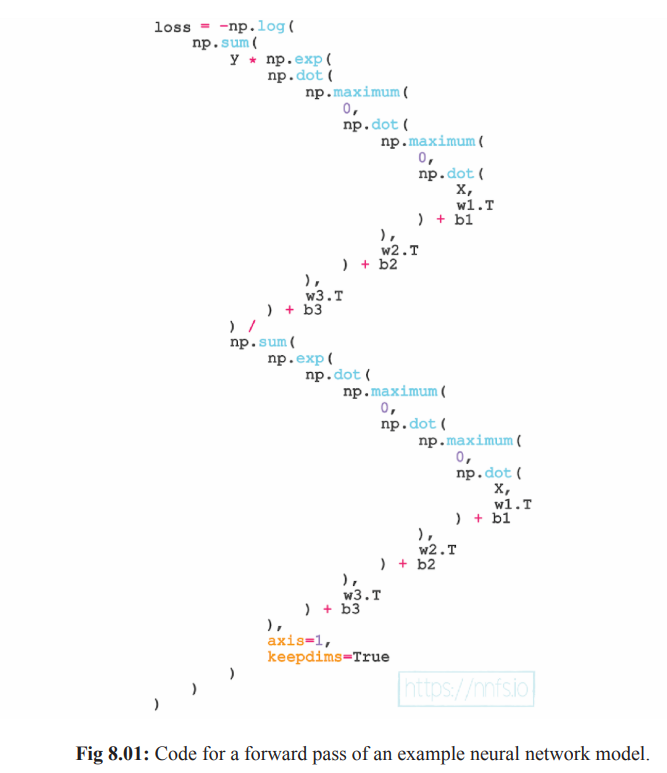 loss = -np.log(
np.sum(
y * np.exp(
np.dot(
np.maximum(
0,
np.dot(
np.maximum(
0,
np.dot(
X,
w1.T
) + b1
),
w2.T
) + b2
),
w3.T
) + b3
) /
np.sum(
np.exp(
np.dot(
np.maximum(
0,
np.dot(
np.maximum(
0,
np.dot(
X,
w1.T
) + b1
),
w2.T
) + b2
),
w3.T
) + b3
),
axis=1,
keepdims=True
)
)
)
https://nnfs.io
Fig 8.01: Code for a forward pass of an example neural network model.